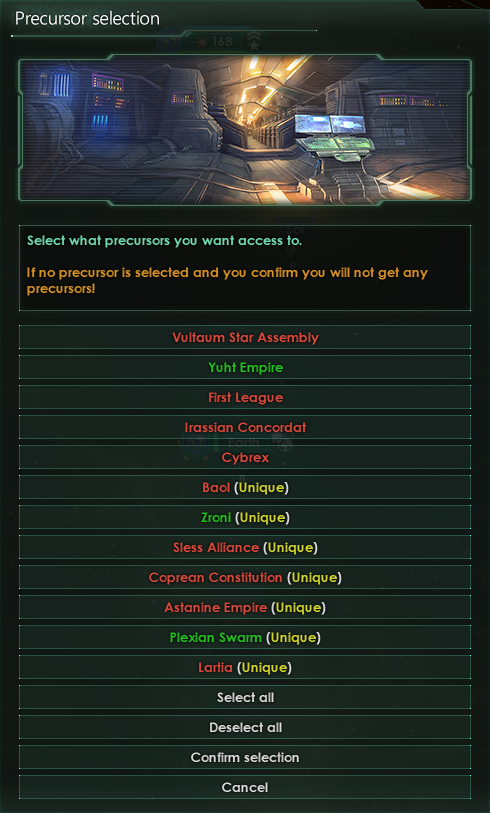 Precursor selection
168
Select what precursors you want access to.
If no precursor is selected and you confirm you will not get any
precursors!
Vultaum Star Assembly
Yuht Empire
First League
Irassian Concordat
Earth
Cybrex
Baol (Unique)
Zroni (Unique)
Sless Alliance (Unique)
Coprean Constitution (Unique)
Astanine Empire (Unique)
Plexian Swarm (Unique)
Lartia (Unique)
Select all
Deselect all
Confirm selection
Cancel